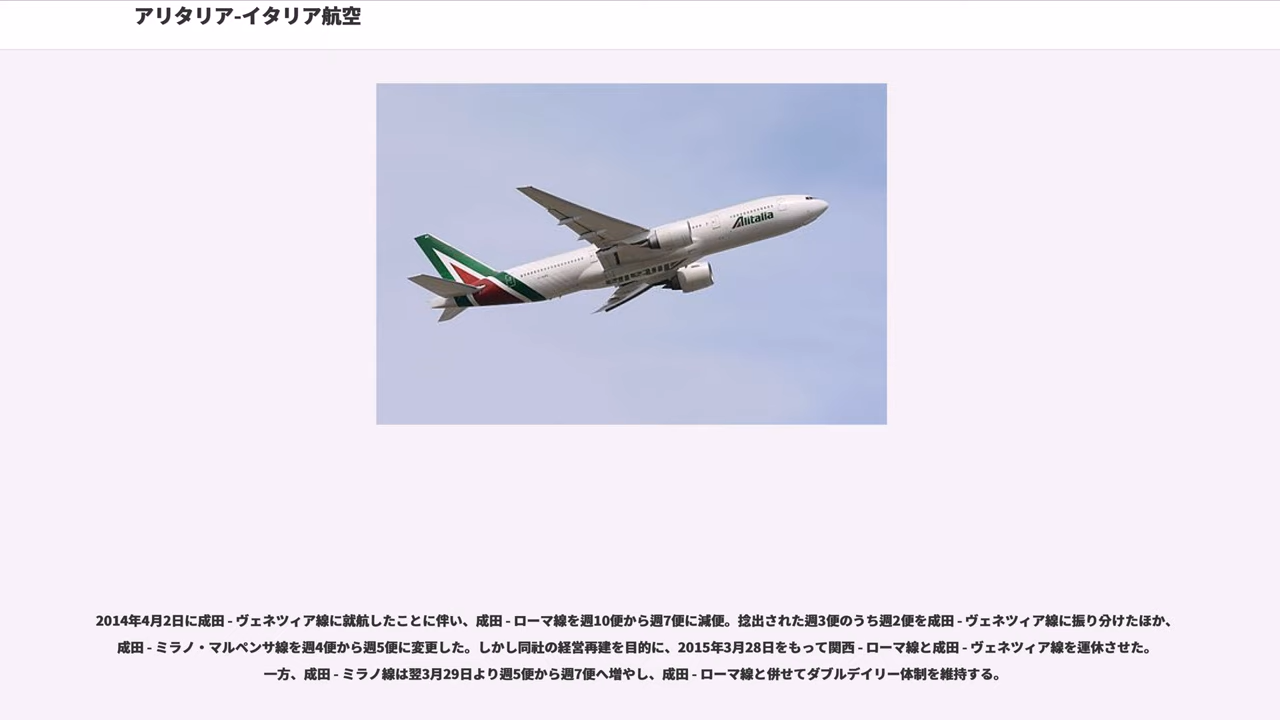 アリタリア-イタリア航空
Alitalia
2014年4月2日に成田 - ヴェネツィア線に就航したことに伴い、成田 - ローマ線を週10便から週7便に減便。捻出された週3便のうち週2便を成田 - ヴェネツィア線に振り分けたほか、
成田 - ミラノ・マルペンサ線を週4便から週5便に変更した。しかし同社の経営再建を目的に、2015年3月28日をもって関西 - ローマ線と成田 - ヴェネツィア線を運休させた。
一方、成田 - ミラノ線は翌3月29日より週5便から週7便へ増やし、成田 - ローマ線と併せてダブルデイリー体制を維持する。